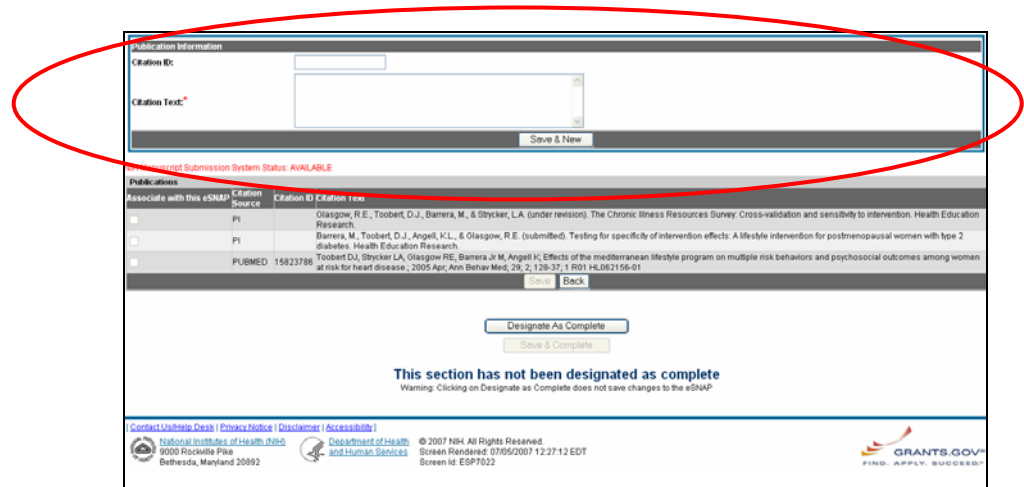 Publication Information
Citation ID:
Citation Text:*
Save & New
NIH Manuscript Submission System Status: AVAILABLE
Publications
Associate with this eSNAP Citation Source Citation ID Citation Text
PI Glasgow, R.E., Toobert, D.J., Barrera, M., & Strycker, L.A. (under revision). The Chronic Illness Resources Survey: Cross-validation and sensitivity to intervention. Health Education
Research.
PI Barrera, M., Toobert, D.J., Angell, K.L., & Glasgow, R.E. (submitted). Testing for specificity of intervention effects: A lifestyle intervention for postmenopausal women with type 2
diabetes. Health Education Research.
PUBMED 15823786 Toobert DJ, Strycker LA, Glasgow RE, Barrera Jr M, Angell K; Effects of the mediterranean lifestyle program on multiple risk behaviors and psychosocial outcomes among women
at risk for heart disease.; 2005 Apr; Ann Behav Med; 29; 2; 128-37; 1 R01 HL062156-01
Save Back
Designate As Complete
Save & Complete
This section has not been designated as complete
Warning: Clicking on Designate as Complete does not save changes to the eSNAP
[ Contact Us/Help Desk | Privacy Notice | Disclaimer | Accessibility ]
National Institutes of Health (NIH) Department of Health © 2007 NIH. All Rights Reserved.
9000 Rockville Pike and Human Services Screen Rendered: 07/05/2007 12:27:12 EDT
Bethesda, Maryland 20892 Screen Id: ESP7022
GRANTS.GOV
FIND. APPLY. SUCCEED.